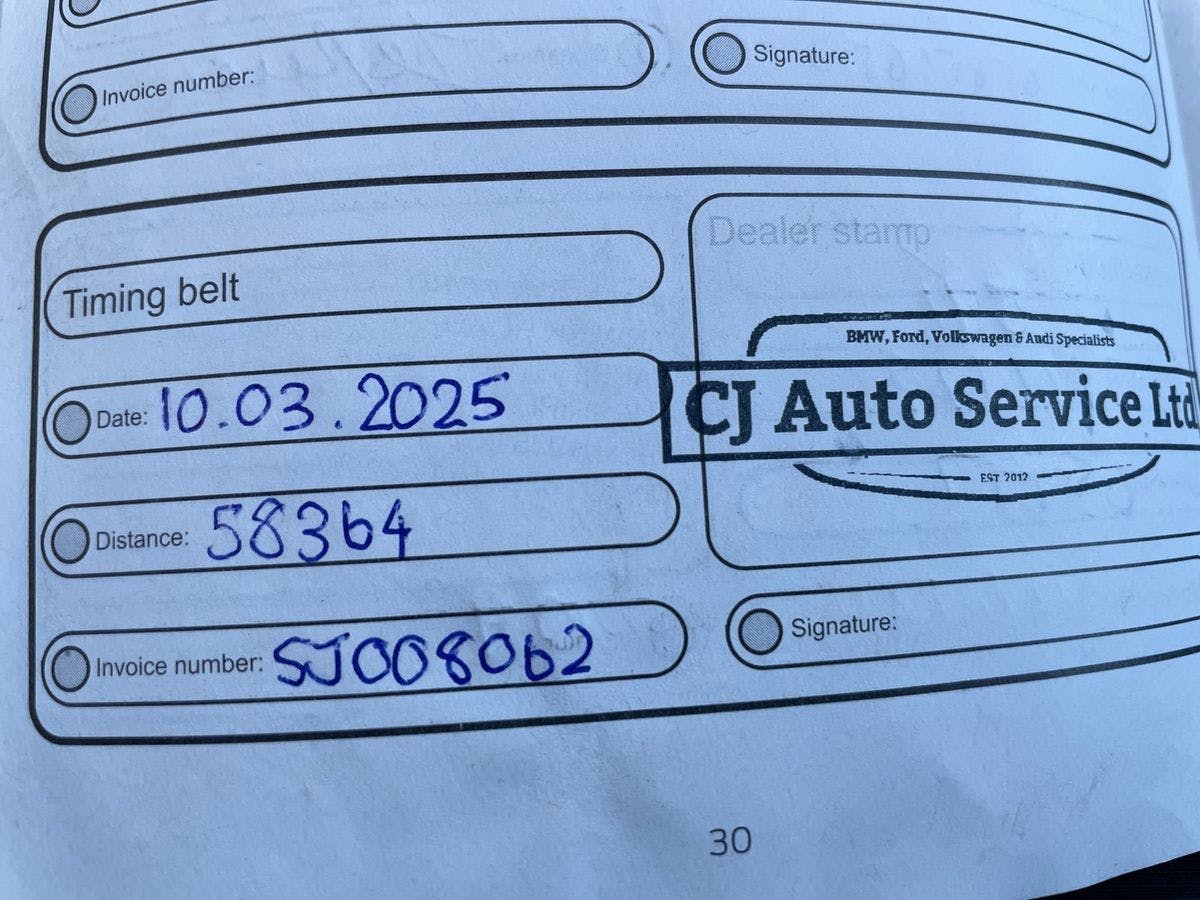 Invoice number:
Signature:
Timing belt
Dealer stamp
BMW, Ford, Volkswagen & Audi Specialists
CJ Auto Service Ltd
EST 2012
Date: 10.03.2025
Distance: 58364
Invoice number: SJ008062
Signature:
30